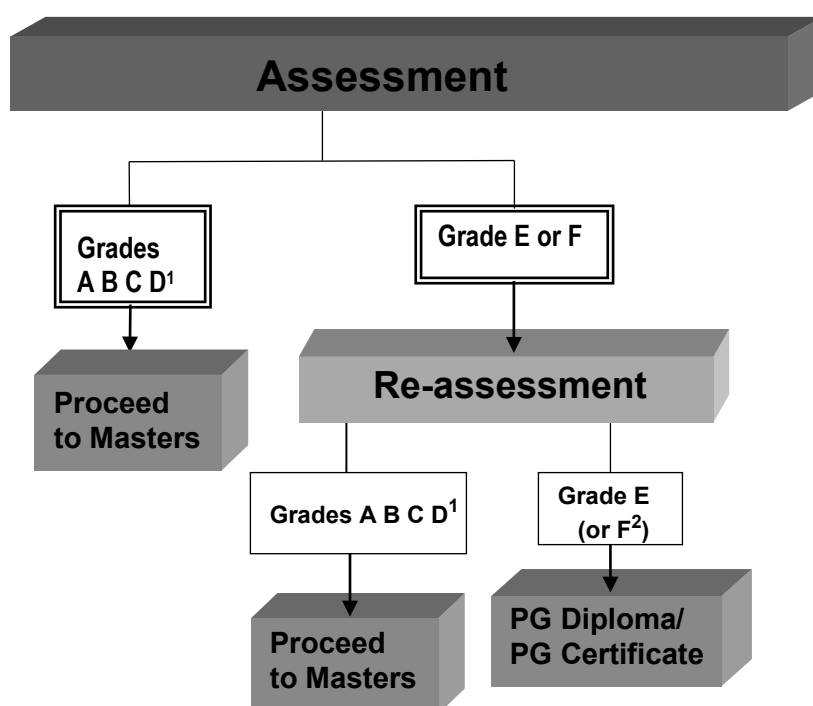 Assessment
Grades
A B C D¹
Grade E or F
Proceed
to Masters
Re-assessment
Grades A B C D¹
Grade E
(or F²)
Proceed
to Masters
PG Diploma/
PG Certificate